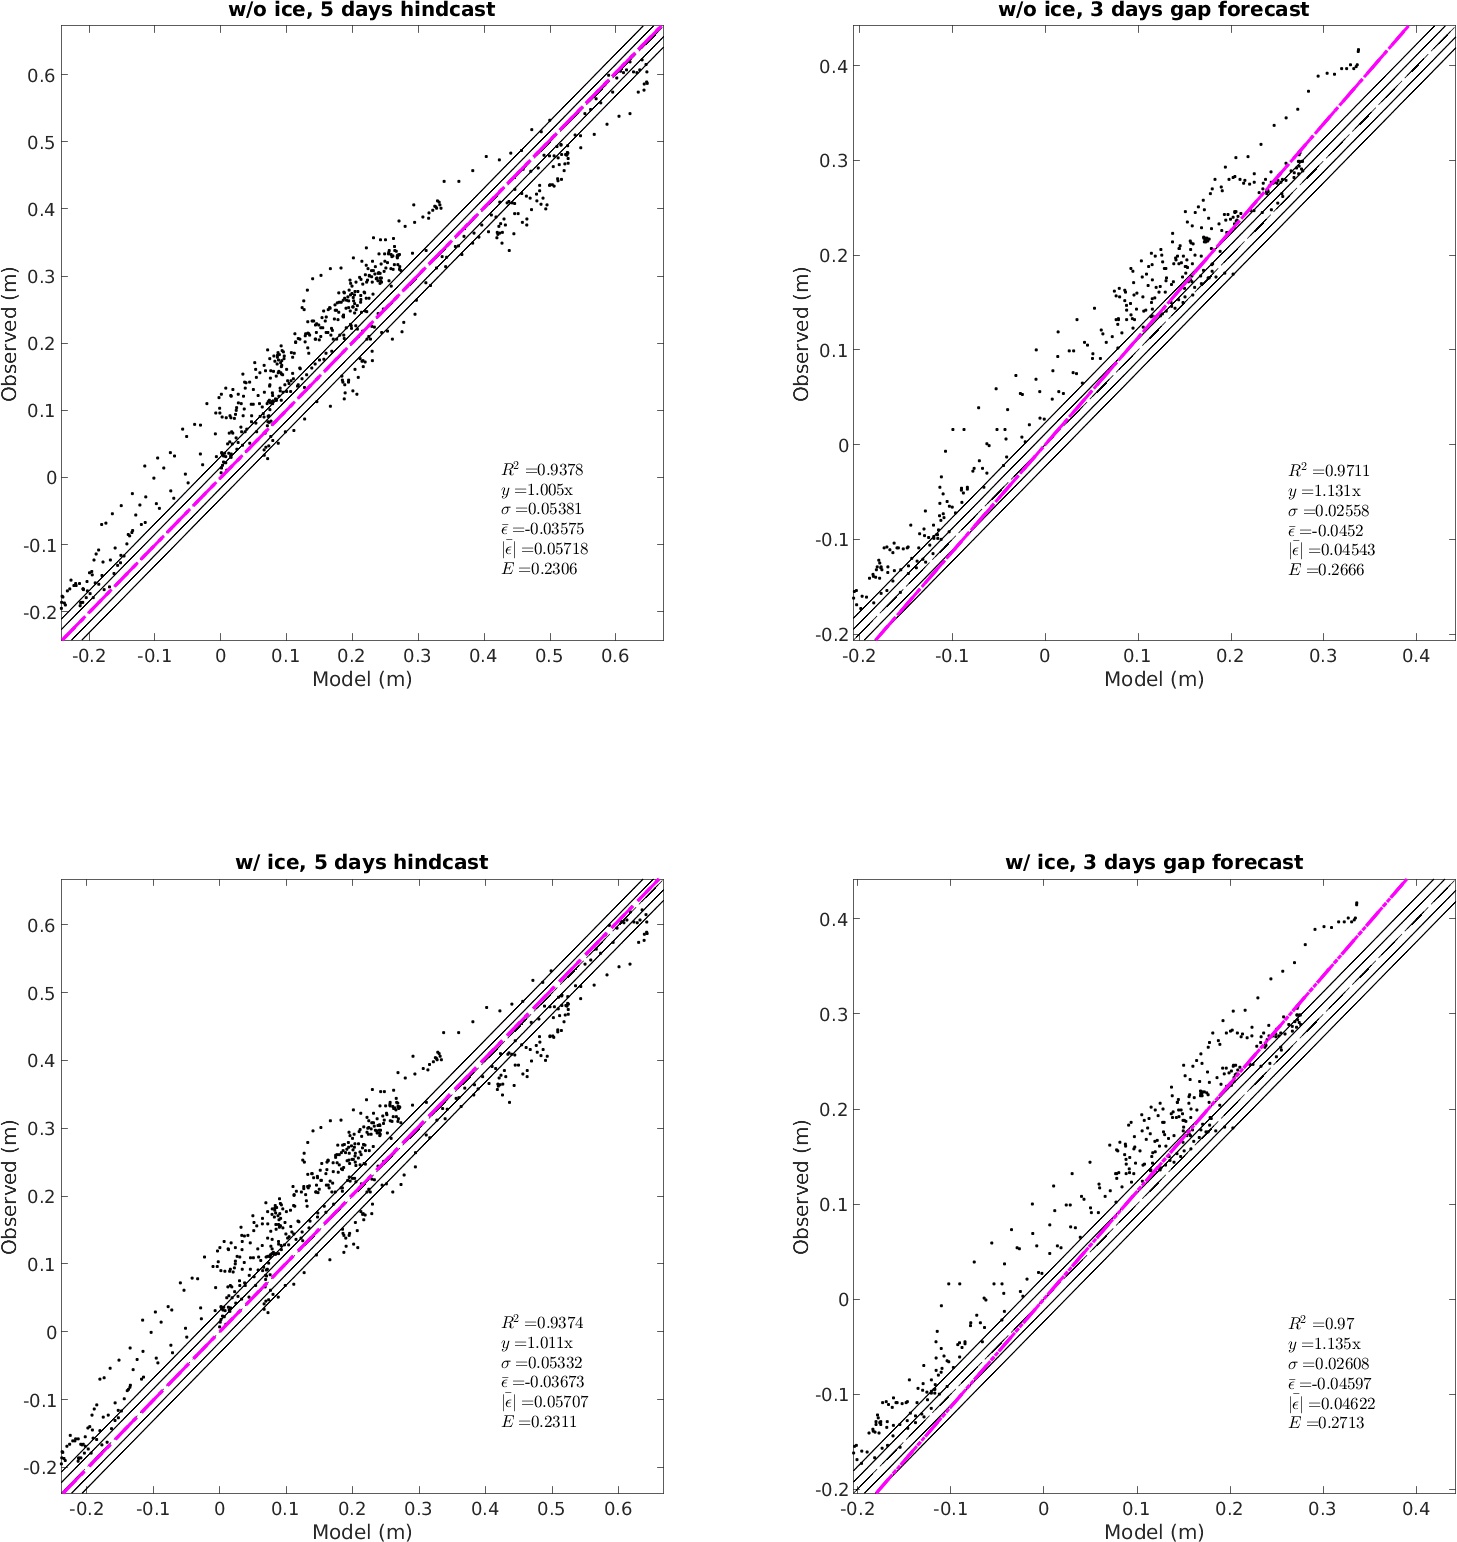 w/o ice, 5 days hindcast
0.6
0.5
0.4
0.3
0.2
0.1
0
-0.1
-0.2
Observed (m)
R² =0.9378
y =1.005x
σ =0.05381
ϵ̄ =-0.03575
|ϵ̄| =0.05718
E =0.2306
-0.2 -0.1 0 0.1 0.2 0.3 0.4 0.5 0.6
Model (m)
w/o ice, 3 days gap forecast
0.4
0.3
0.2
0.1
0
-0.1
-0.2
Observed (m)
R² =0.9711
y =1.131x
σ =0.02558
ϵ̄ =-0.0452
|ϵ̄| =0.04543
E =0.2666
-0.2 -0.1 0 0.1 0.2 0.3 0.4
Model (m)
w/ ice, 5 days hindcast
0.6
0.5
0.4
0.3
0.2
0.1
0
-0.1
-0.2
Observed (m)
R² =0.9374
y =1.011x
σ =0.05332
ϵ̄ =-0.03673
|ϵ̄| =0.05707
E =0.2311
-0.2 -0.1 0 0.1 0.2 0.3 0.4 0.5 0.6
Model (m)
w/ ice, 3 days gap forecast
0.4
0.3
0.2
0.1
0
-0.1
-0.2
Observed (m)
R² =0.97
y =1.135x
σ =0.02608
ϵ̄ =-0.04597
|ϵ̄| =0.04622
E =0.2713
-0.2 -0.1 0 0.1 0.2 0.3 0.4
Model (m)